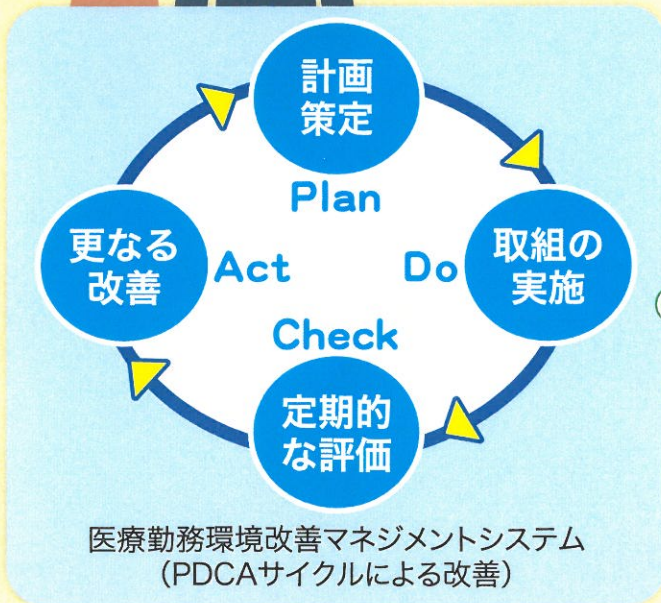 計画
策定
Plan
更なる
改善
Act
Do
取組の
実施
Check
定期的
な評価
医療勤務環境改善マネジメントシステム
(PDCAサイクルによる改善)